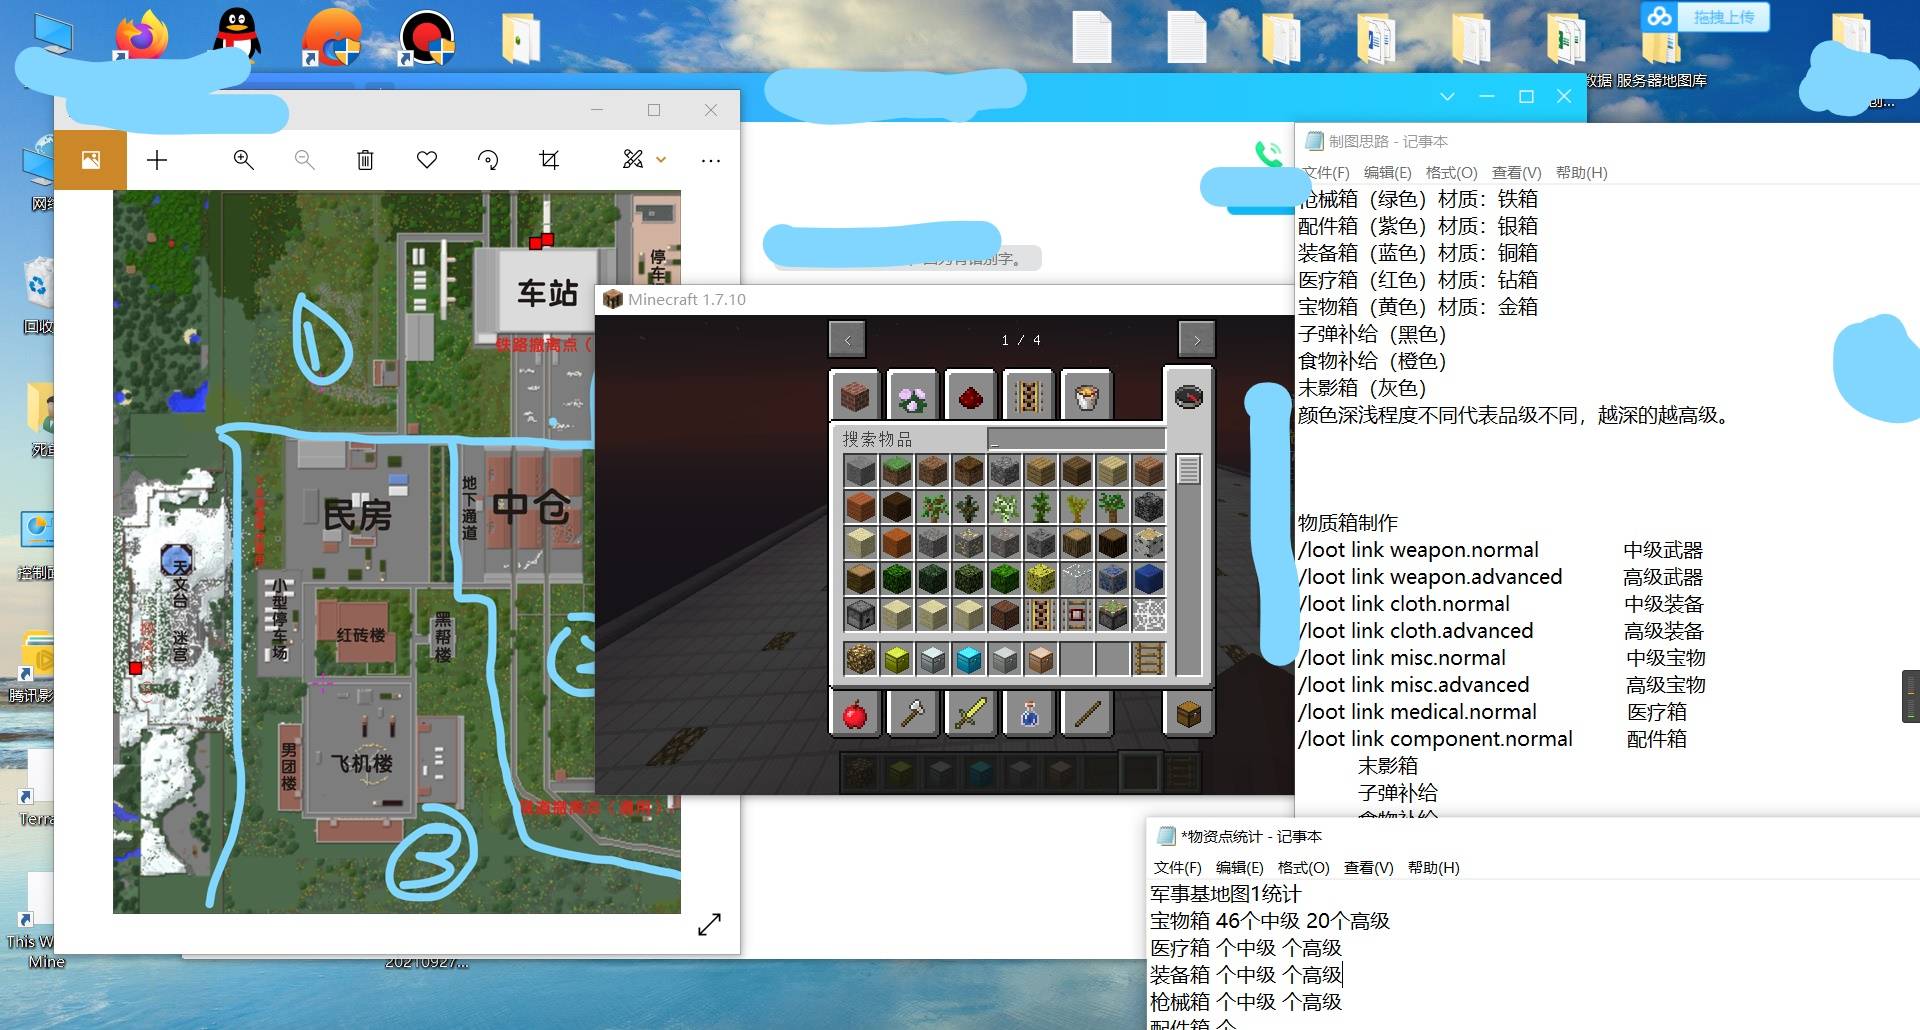 拖拽上传
数据 服务器地图库
创...
网络
回收
控制面
腾讯影
Terra
This W
Mine
20210927...
车站
停车
铁路撤离点（
民房
地下通道
中仓
天文台
迷宫
小型停车场
红砖楼
黑帮楼
男团楼
飞机楼
①
②
③
错别字。
Minecraft 1.7.10
1 / 4
搜索物品
制图思路 - 记事本
文件(F) 编辑(E) 格式(O) 查看(V) 帮助(H)
枪械箱（绿色）材质：铁箱
配件箱（紫色）材质：银箱
装备箱（蓝色）材质：铜箱
医疗箱（红色）材质：钻箱
宝物箱（黄色）材质：金箱
子弹补给（黑色）
食物补给（橙色）
末影箱（灰色）
颜色深浅程度不同代表品级不同，越深的越高级。
物质箱制作
/loot link weapon.normal 中级武器
/loot link weapon.advanced 高级武器
/loot link cloth.normal 中级装备
/loot link cloth.advanced 高级装备
/loot link misc.normal 中级宝物
/loot link misc.advanced 高级宝物
/loot link medical.normal 医疗箱
/loot link component.normal 配件箱
末影箱
子弹补给
食物补给
*物资点统计 - 记事本
文件(F) 编辑(E) 格式(O) 查看(V) 帮助(H)
军事基地图1统计
宝物箱 46个中级 20个高级
医疗箱 个中级 个高级
装备箱 个中级 个高级
枪械箱 个中级 个高级
配件箱 个